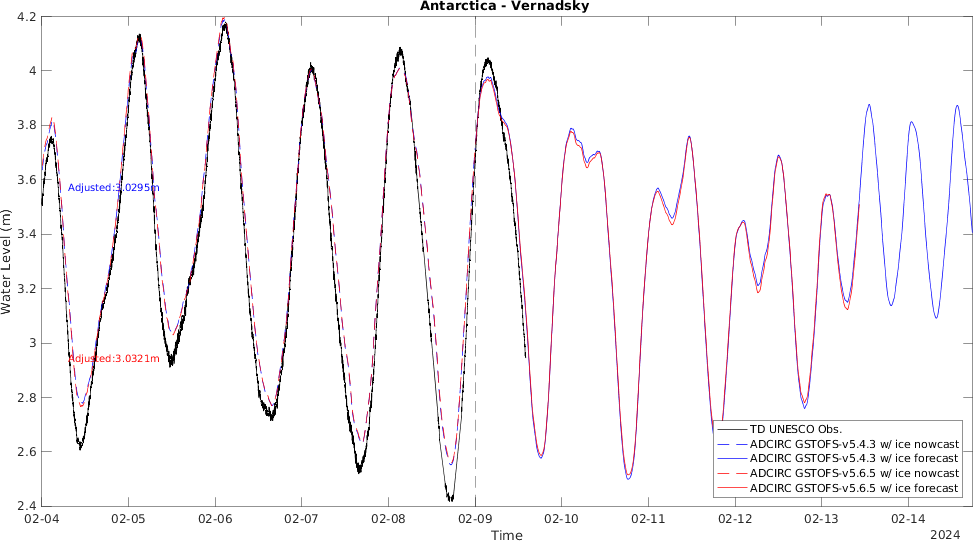 Antarctica - Vernadsky
4.2
4
3.8
3.6
3.4
3.2
3
2.8
2.6
2.4
Water Level (m)
Adjusted:3.0295m
Adjusted:3.0321m
TD UNESCO Obs.
ADCIRC GSTOFS-v5.4.3 w/ ice nowcast
ADCIRC GSTOFS-v5.4.3 w/ ice forecast
ADCIRC GSTOFS-v5.6.5 w/ ice nowcast
ADCIRC GSTOFS-v5.6.5 w/ ice forecast
02-04 02-05 02-06 02-07 02-08 02-09 02-10 02-11 02-12 02-13 02-14
Time
2024